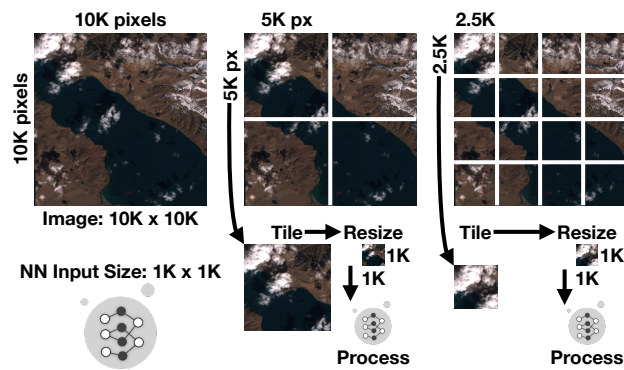 10K pixels
10K pixels
Image: 10K x 10K
NN Input Size: 1K x 1K
5K px
5K px
Tile
Resize
1K
1K
Process
2.5K
2.5K
Tile
Resize
1K
1K
Process